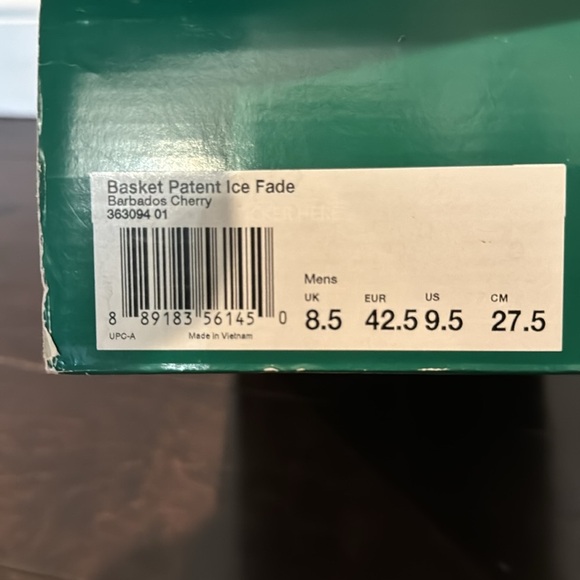 Basket Patent Ice Fade
Barbados Cherry
363094 01
8 89183 56145 0
UPC-A Made in Vietnam
Mens
UK EUR US CM
8.5 42.5 9.5 27.5